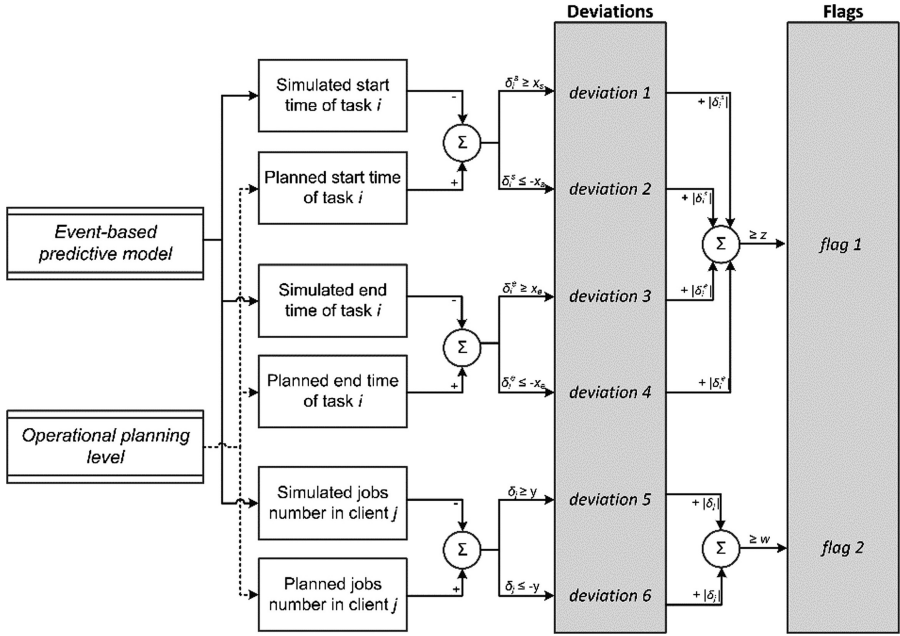 Deviations
Flags
Simulated start
time of task i
-
δᵢˢ ≥ xₛ
deviation 1
+ |δᵢˢ|
Σ
Planned start time
of task i
+
δᵢˢ ≤ -xₛ
deviation 2
+ |δᵢˢ|
Event-based
predictive model
Σ
≥ z
flag 1
Simulated end
time of task i
-
δᵢᵉ ≥ xₑ
deviation 3
+ |δᵢᵉ|
Σ
Planned end time
of task i
+
δᵢᵉ ≤ -xₑ
deviation 4
+ |δᵢᵉ|
Operational planning
level
Simulated jobs
number in client j
-
δⱼ ≥ y
deviation 5
+ |δⱼ|
Σ
Σ
≥ w
flag 2
Planned jobs
number in client j
+
δⱼ ≤ -y
deviation 6
+ |δⱼ|